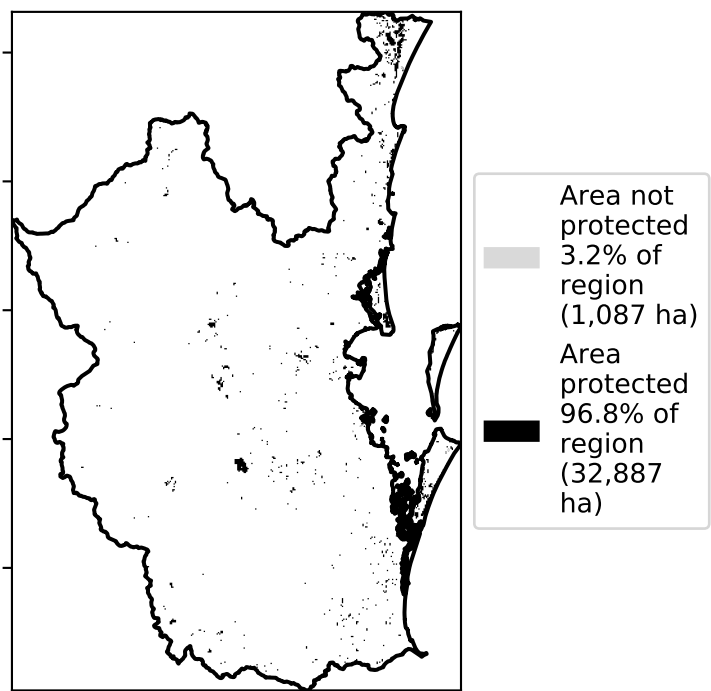 Area not
protected
3.2% of
region
(1,087 ha)
Area
protected
96.8% of
region
(32,887
ha)